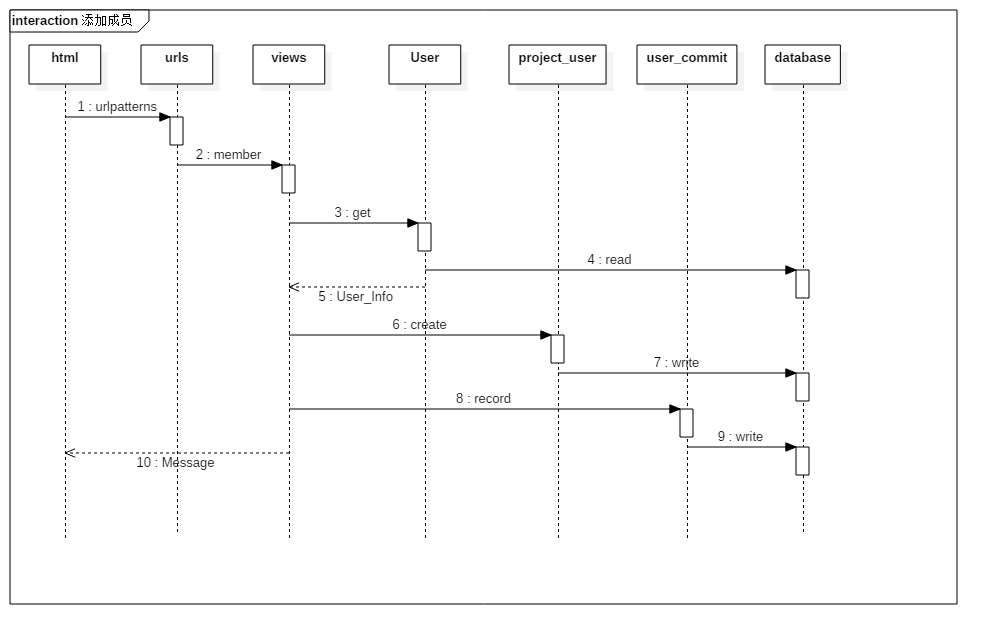 interaction 添加成员
html urls views User project_user user_commit database
1 : urlpatterns
2 : member
3 : get
4 : read
5 : User_Info
6 : create
7 : write
8 : record
9 : write
10 : Message